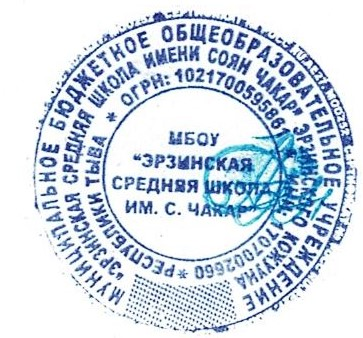 МУНИЦИПАЛЬНОЕ БЮДЖЕТНОЕ ОБЩЕОБРАЗОВАТЕЛЬНОЕ УЧРЕЖДЕНИЕ
"ЭРЗИНСКАЯ СРЕДНЯЯ ШКОЛА ИМЕНИ СОЯН ЧАКАР" ЭРЗИНСКОГО КОЖУУНА
*РЕСПУБЛИКИ ТЫВА * ОГРН: 1707002660
МБОУ
"ЭРЗИНСКАЯ
СРЕДНЯЯ ШКОЛА
ИМ. С. ЧАКАР"